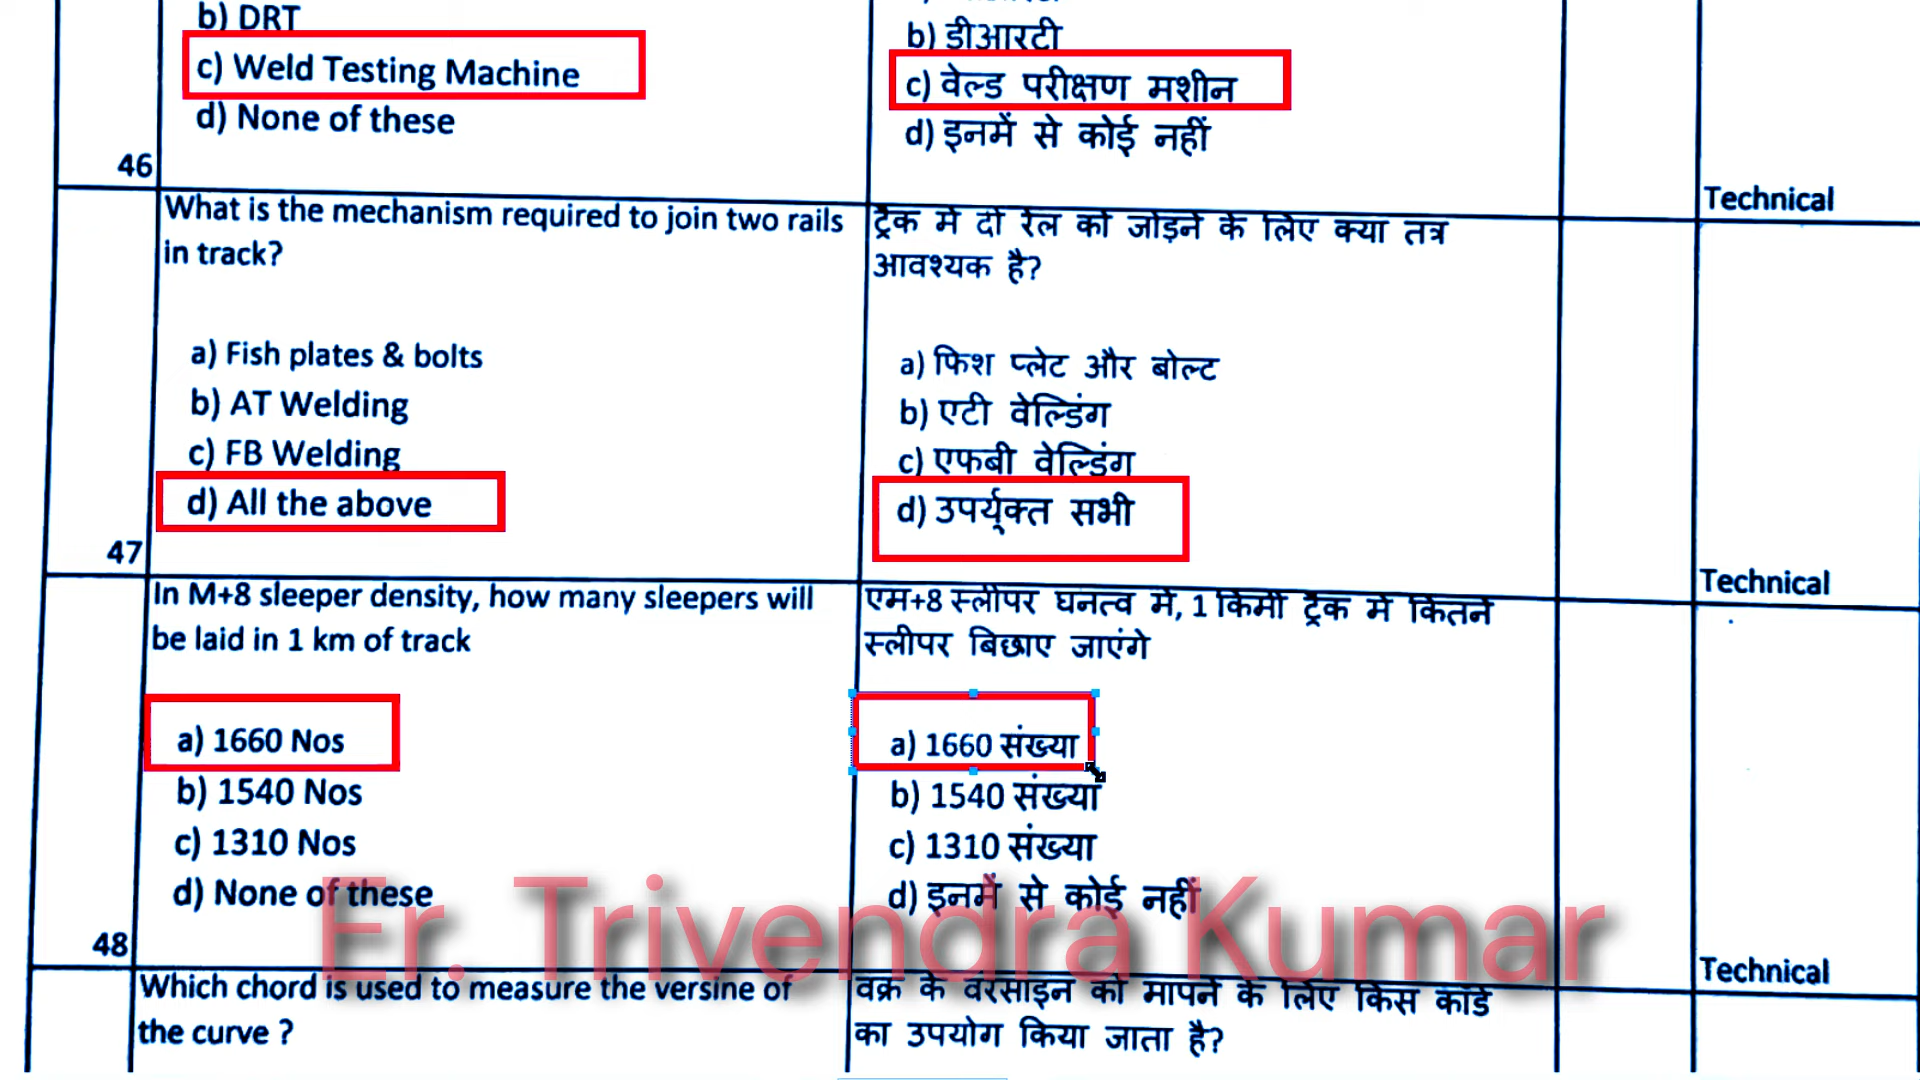 b) DRT
c) Weld Testing Machine
d) None of these
46
b) डीआरटी
c) वेल्ड परीक्षण मशीन
d) इनमें से कोई नहीं
Technical
What is the mechanism required to join two rails
in track?
a) Fish plates & bolts
b) AT Welding
c) FB Welding
d) All the above
47
ट्रैक में दो रेल को जोड़ने के लिए क्या तंत्र
आवश्यक है?
a) फिश प्लेट और बोल्ट
b) एटी वेल्डिंग
c) एफबी वेल्डिंग
d) उपर्युक्त सभी
Technical
In M+8 sleeper density, how many sleepers will
be laid in 1 km of track
a) 1660 Nos
b) 1540 Nos
c) 1310 Nos
d) None of these
48
एम+8 स्लीपर घनत्व में, 1 किमी ट्रैक में कितने
स्लीपर बिछाए जाएंगे
a) 1660 संख्या
b) 1540 संख्या
c) 1310 संख्या
d) इनमें से कोई नहीं
Technical
Er. Trivendra Kumar
Which chord is used to measure the versine of
the curve ?
वक्र के वरसाइन को मापने के लिए किस कॉर्ड
का उपयोग किया जाता है?